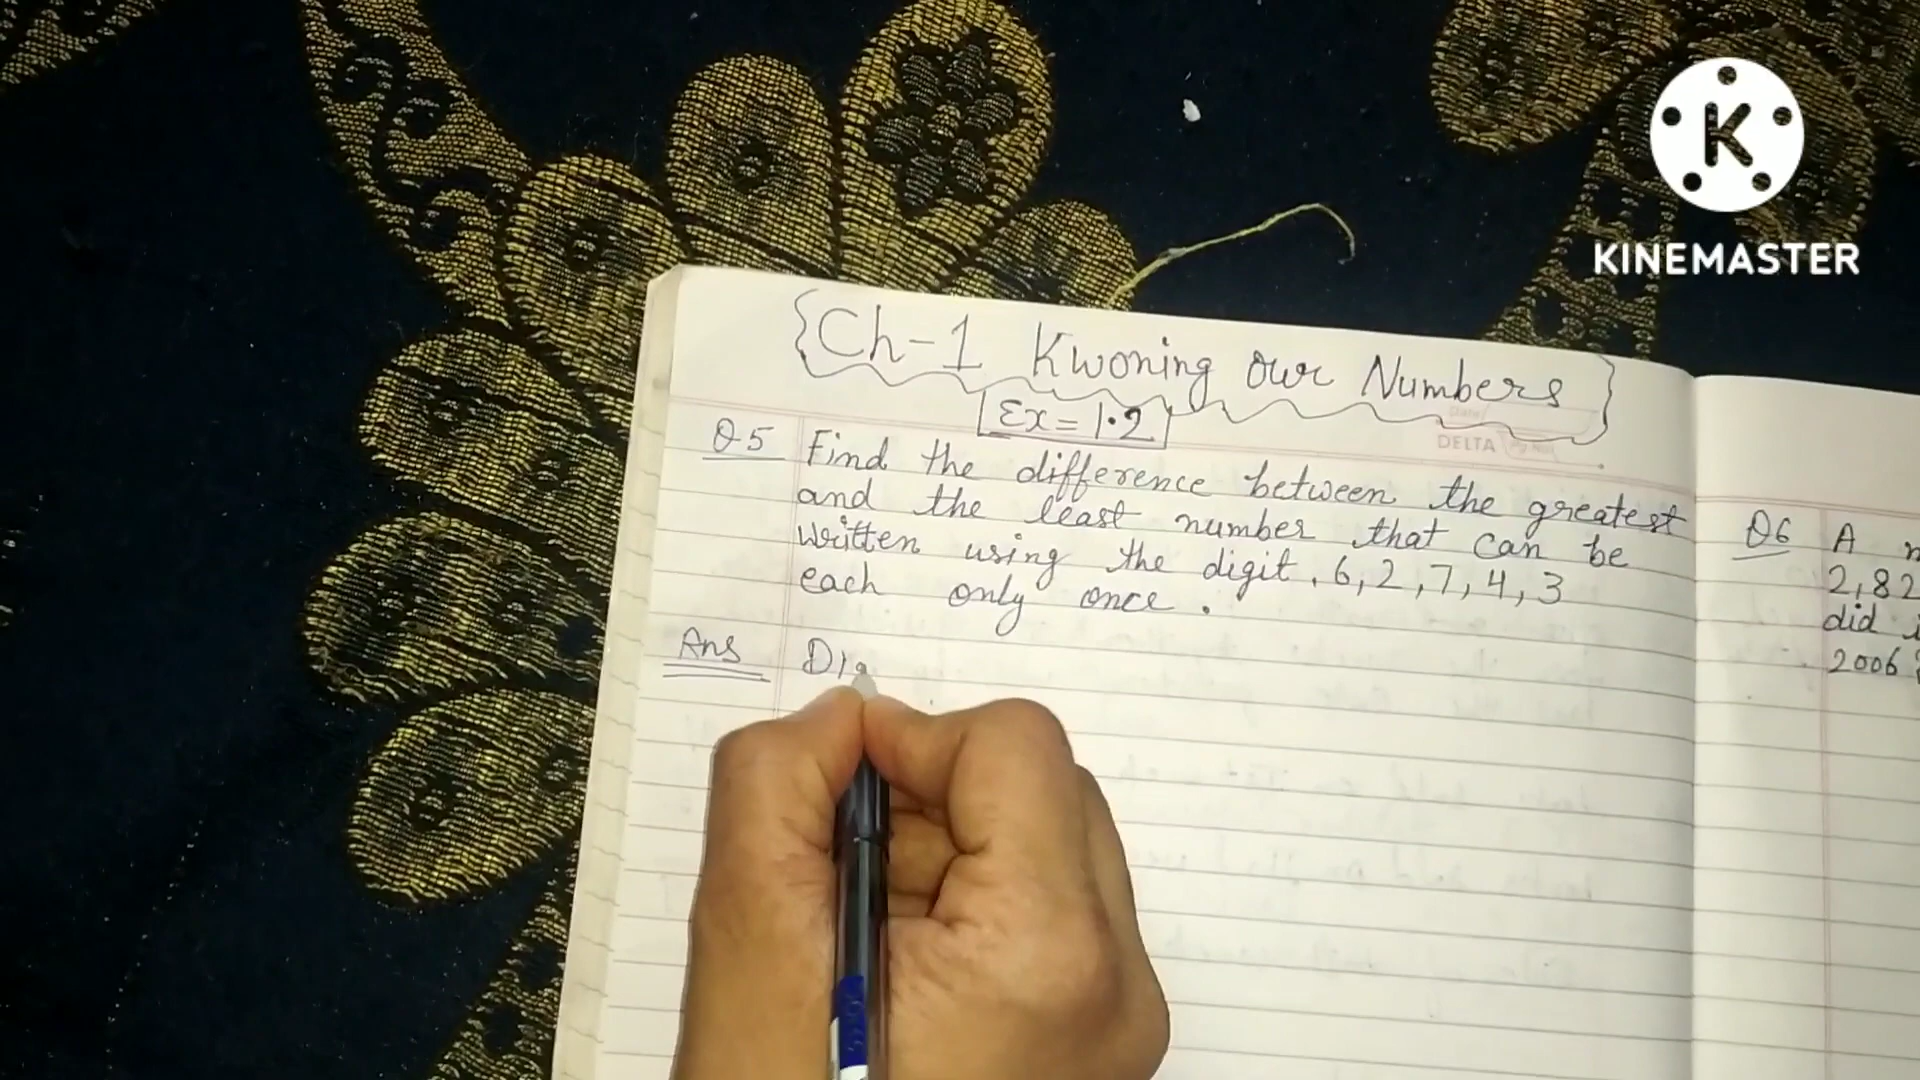 K
KINEMASTER
Ch-1 Kwoning our Numbers
Ex = 1.2
DELTA
Q5 Find the difference between the greatest
and the least number that can be
written using the digit, 6, 2, 7, 4, 3
each only once.
Ans Dig
Q6 A
2,82
did
2006